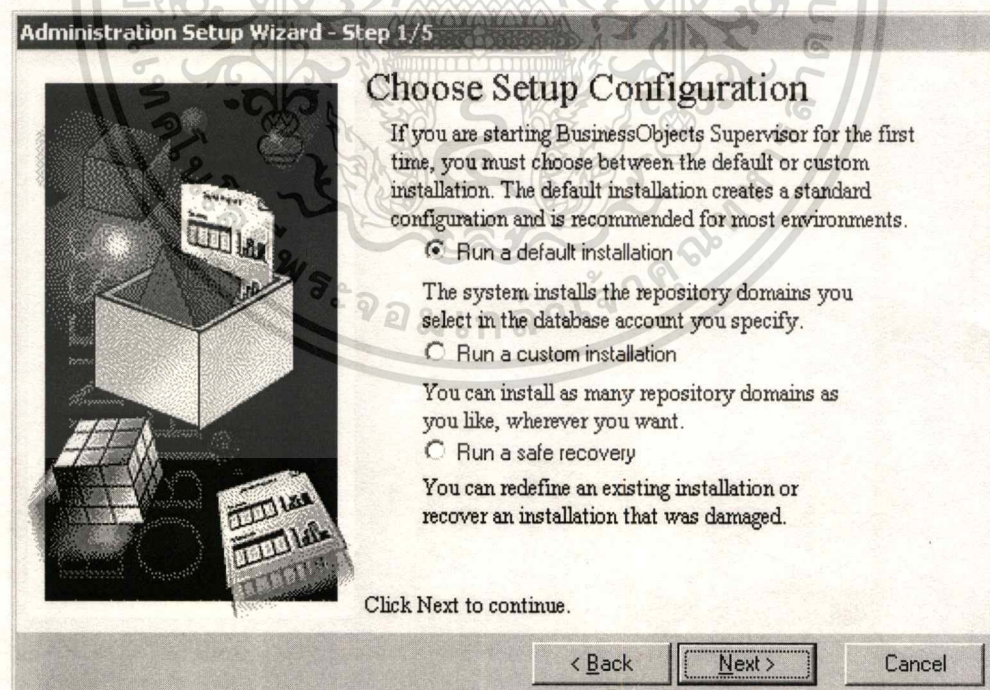 Administration Setup Wizard - Step 1/5
Choose Setup Configuration
If you are starting BusinessObjects Supervisor for the first
time, you must choose between the default or custom
installation. The default installation creates a standard
configuration and is recommended for most environments.
Run a default installation
The system installs the repository domains you
select in the database account you specify.
Run a custom installation
You can install as many repository domains as
you like, wherever you want.
Run a safe recovery
You can redefine an existing installation or
recover an installation that was damaged.
Click Next to continue.
< Back
Next >
Cancel